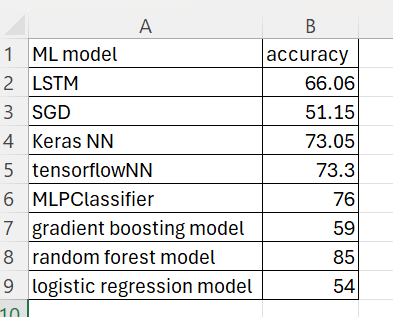 A B
1 ML model accuracy
2 LSTM 66.06
3 SGD 51.15
4 Keras NN 73.05
5 tensorflowNN 73.3
6 MLPClassifier 76
7 gradient boosting model 59
8 random forest model 85
9 logistic regression model 54
10